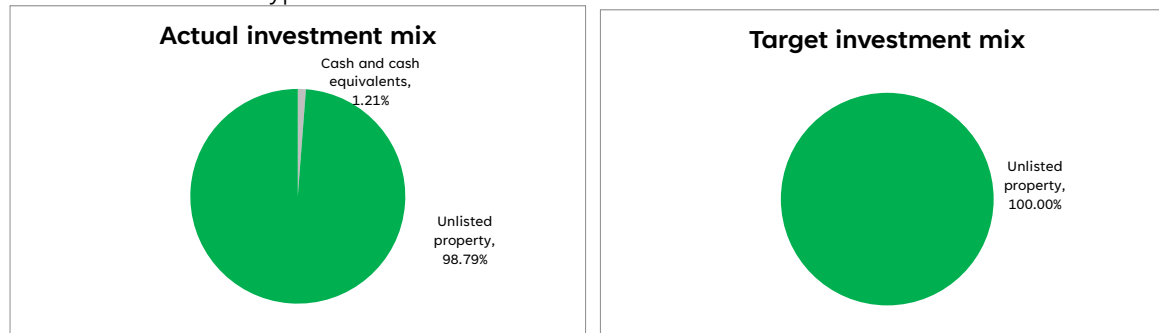 Actual investment mix
Cash and cash
equivalents,
1.21%
Unlisted
property,
98.79%
Target investment mix
Unlisted
property,
100.00%